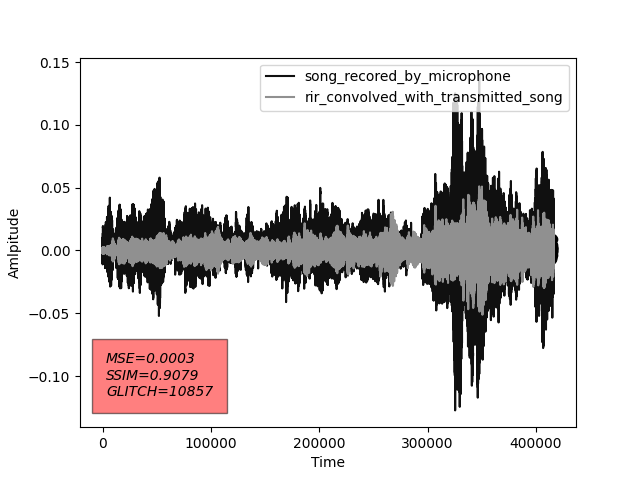 song_recored_by_microphone
rir_convolved_with_transmitted_song
0.15
0.10
0.05
0.00
−0.05
−0.10
Amlpitude
MSE=0.0003
SSIM=0.9079
GLITCH=10857
0 100000 200000 300000 400000
Time